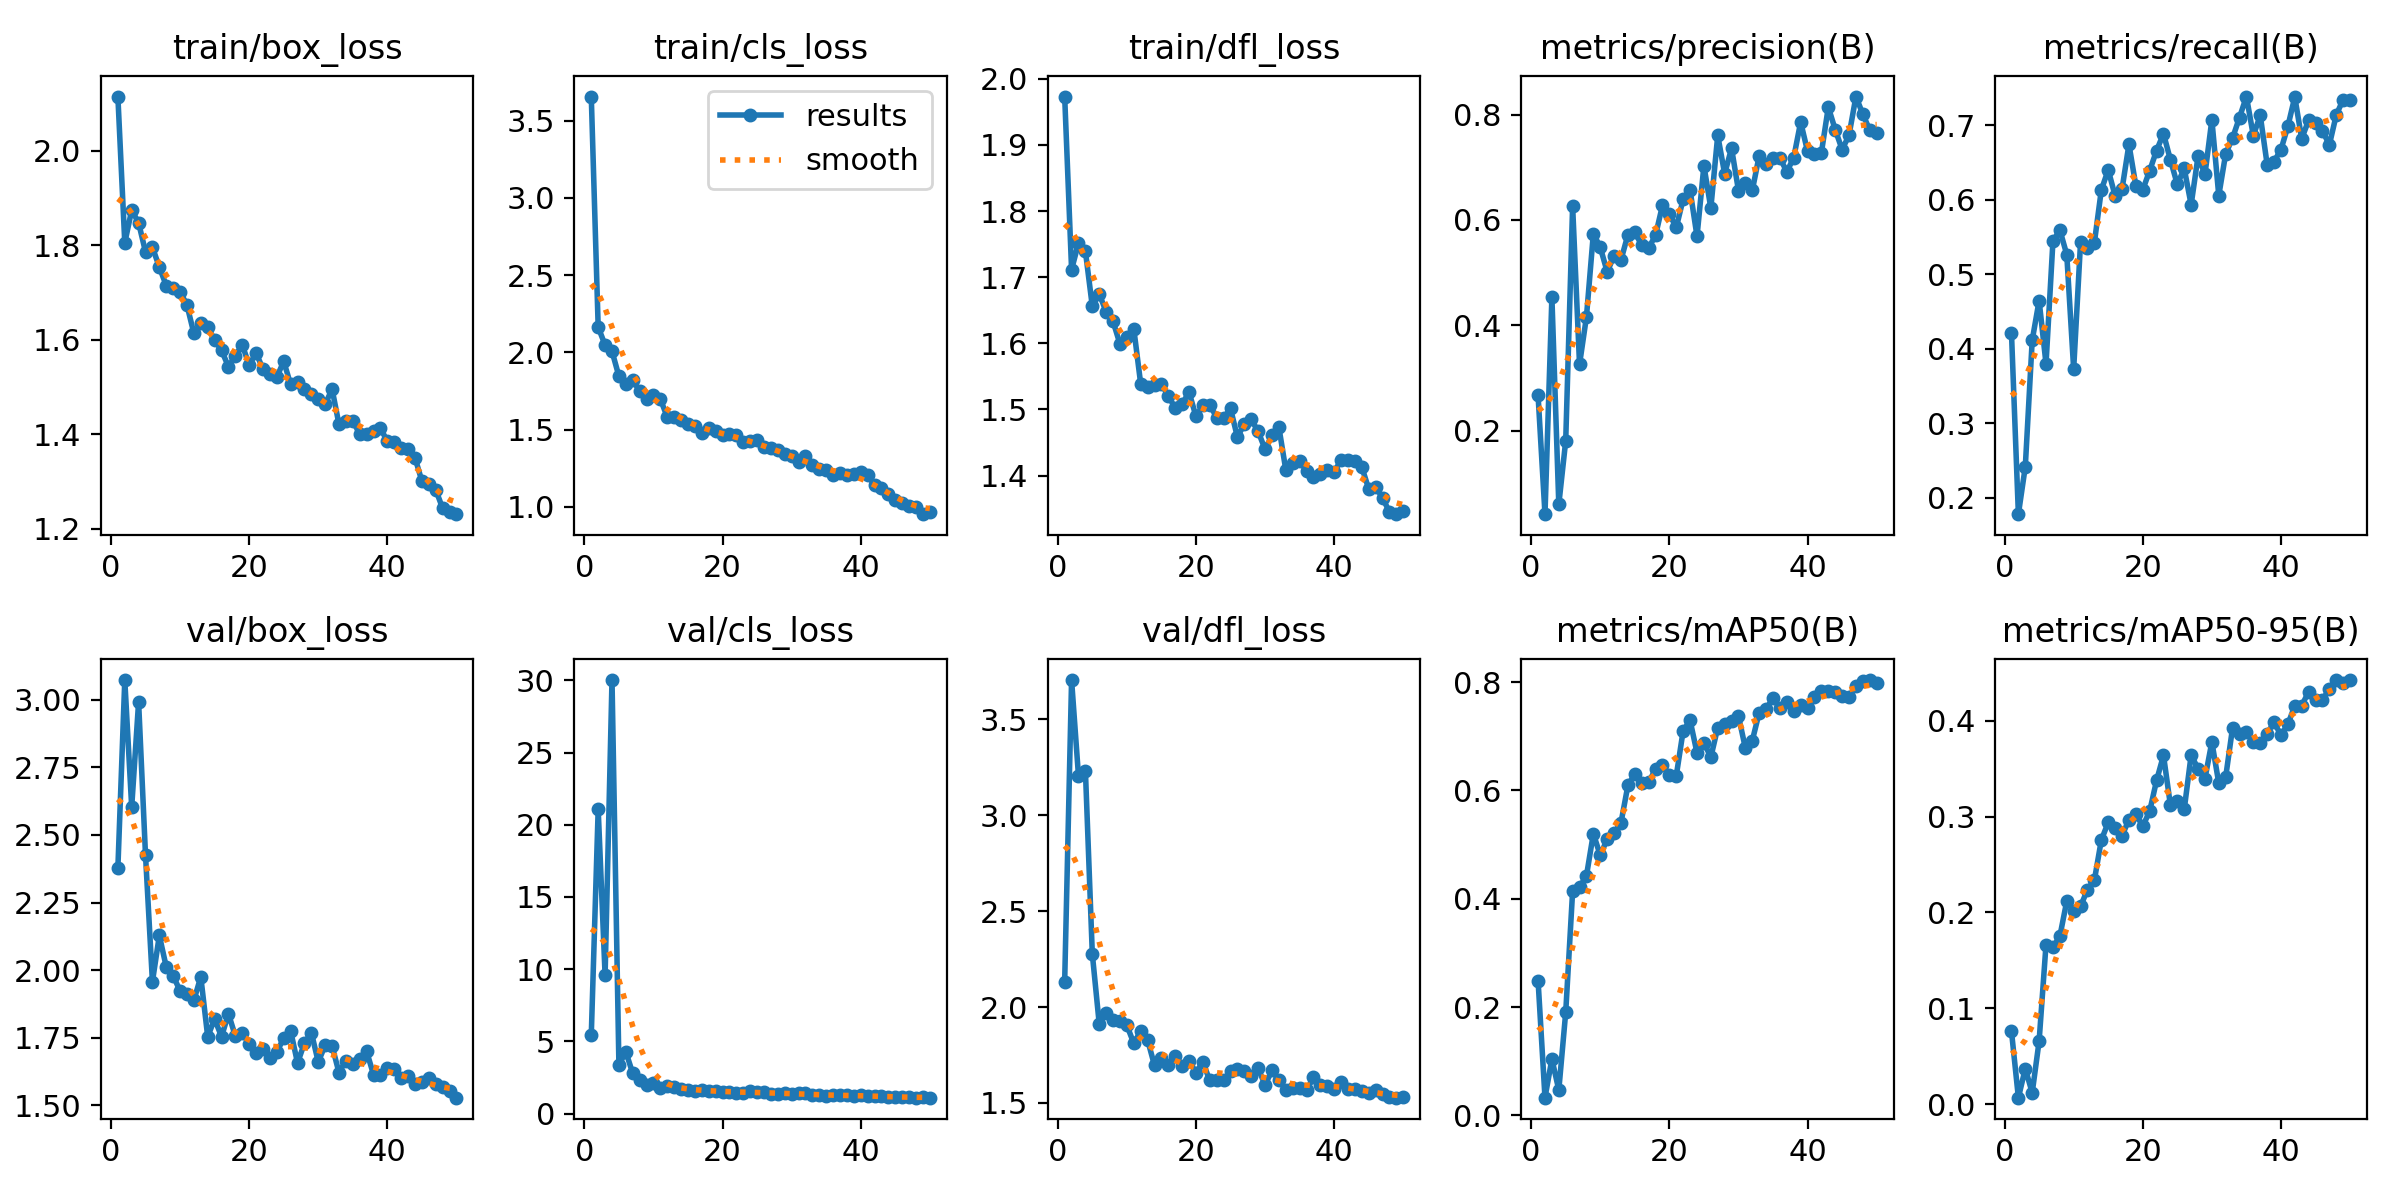 train/box_loss
2.0
1.8
1.6
1.4
1.2
0 20 40
train/cls_loss
results
smooth
3.5
3.0
2.5
2.0
1.5
1.0
0 20 40
train/dfl_loss
2.0
1.9
1.8
1.7
1.6
1.5
1.4
0 20 40
metrics/precision(B)
0.8
0.6
0.4
0.2
0 20 40
metrics/recall(B)
0.7
0.6
0.5
0.4
0.3
0.2
0 20 40
val/box_loss
3.00
2.75
2.50
2.25
2.00
1.75
1.50
0 20 40
val/cls_loss
30
25
20
15
10
5
0
0 20 40
val/dfl_loss
3.5
3.0
2.5
2.0
1.5
0 20 40
metrics/mAP50(B)
0.8
0.6
0.4
0.2
0.0
0 20 40
metrics/mAP50-95(B)
0.4
0.3
0.2
0.1
0.0
0 20 40